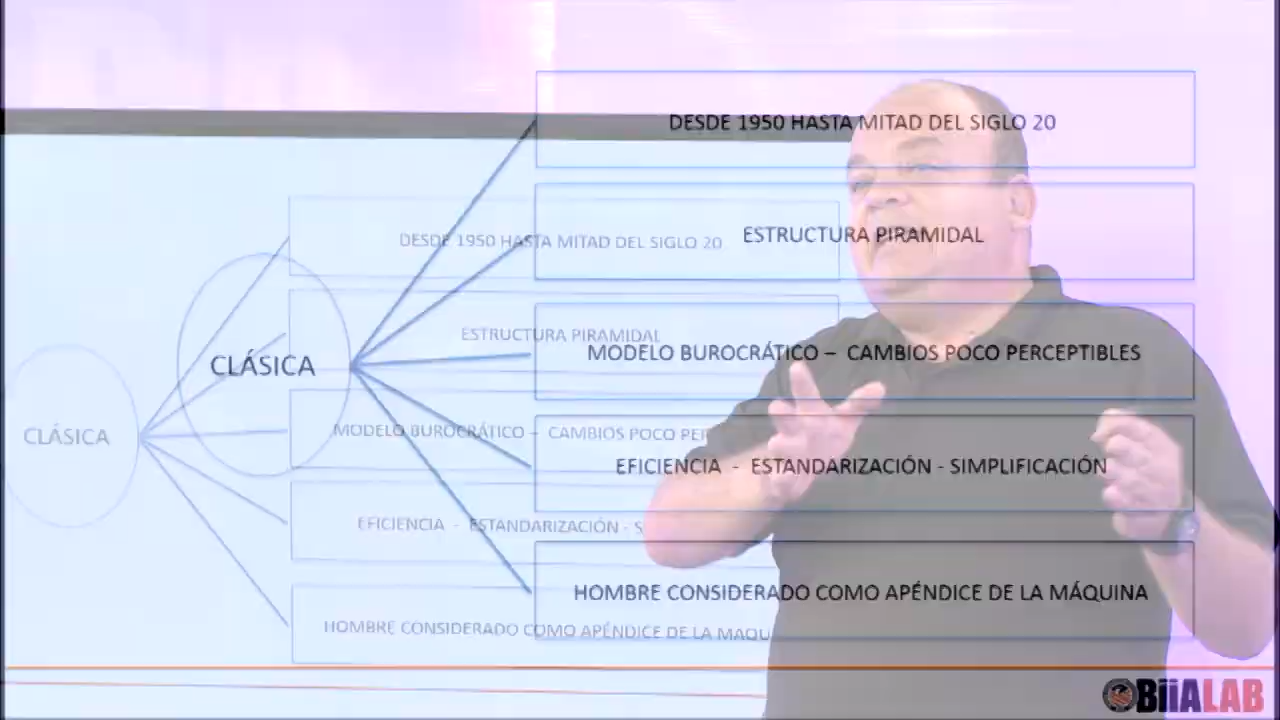 DESDE 1950 HASTA MITAD DEL SIGLO 20
ESTRUCTURA PIRAMIDAL
CLÁSICA
MODELO BUROCRÁTICO – CAMBIOS POCO PERCEPTIBLES
EFICIENCIA - ESTANDARIZACIÓN - SIMPLIFICACIÓN
HOMBRE CONSIDERADO COMO APÉNDICE DE LA MÁQUINA
DESDE 1950 HASTA MITAD DEL SIGLO 20
ESTRUCTURA PIRAMIDAL
CLÁSICA
MODELO BUROCRÁTICO – CAMBIOS POCO PER
EFICIENCIA - ESTANDARIZACIÓN - S
HOMBRE CONSIDERADO COMO APÉNDICE DE LA MÁQU
BiiALAB